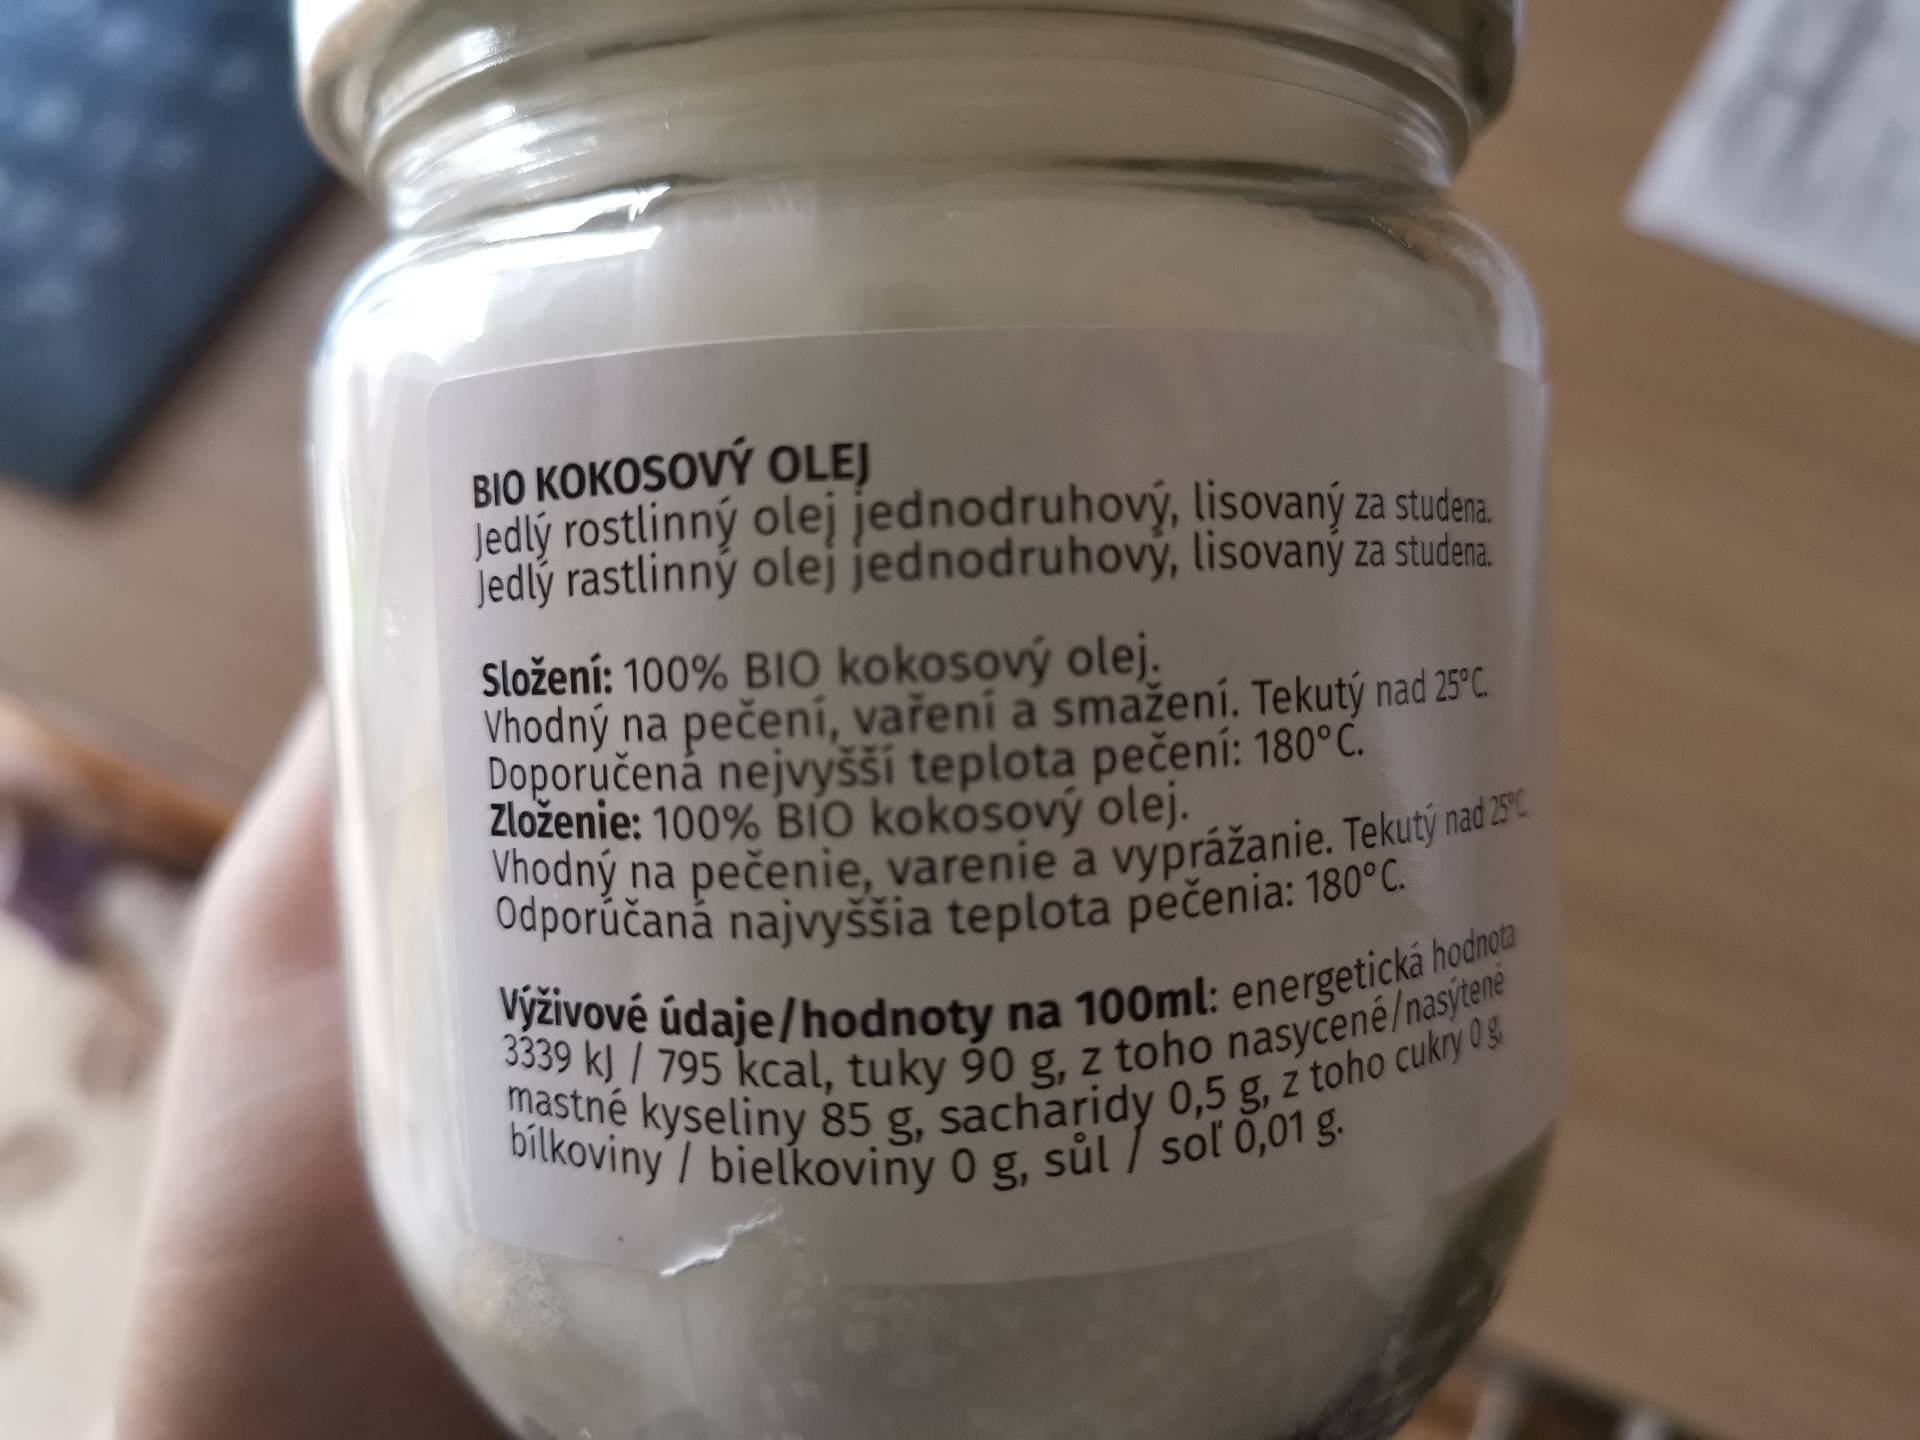 BIO KOKOSOVÝ OLEJ
Jedlý rostlinný olej jednodruhový, lisovaný za studena.
Jedlý rastlinný olej jednodruhový, lisovaný za studena.
Složení: 100% BIO kokosový olej.
Vhodný na pečení, vaření a smažení. Tekutý nad 25°C.
Doporučená nejvyšší teplota pečení: 180°C.
Zloženie: 100% BIO kokosový olej.
Vhodný na pečenie, varenie a vyprážanie. Tekutý nad 25°C.
Odporúčaná najvyššia teplota pečenia: 180°C.
Výživové údaje/hodnoty na 100ml: energetická hodnota
3339 kJ / 795 kcal, tuky 90 g, z toho nasycené/nasýtené
mastné kyseliny 85 g, sacharidy 0,5 g, z toho cukry 0 g,
bílkoviny / bielkoviny 0 g, sůl / soľ 0,01 g.